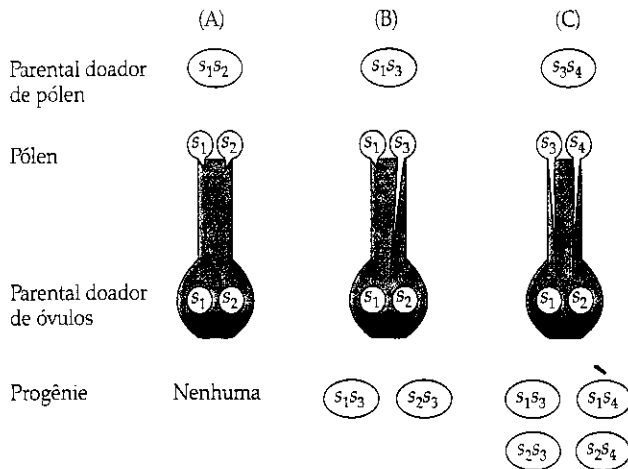 (A) (B) (C)
Parental doador
de pólen
s₁s₂ s₁s₃ s₃s₄
Pólen
s₁ s₂ s₁ s₃ s₃ s₄
Parental doador
de óvulos
s₁ s₂ s₁ s₂ s₁ s₂
Progênie Nenhuma s₁s₃ s₂s₃ s₁s₃ s₁s₄
s₂s₃ s₂s₄